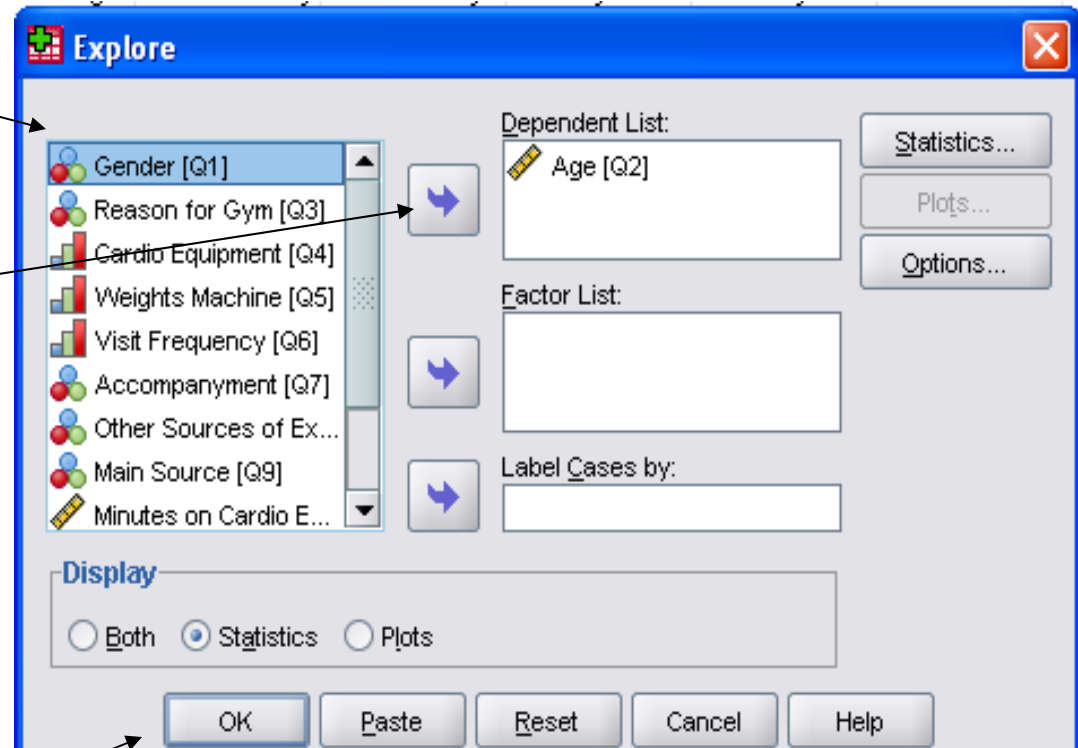 Explore
Gender [Q1]
Reason for Gym [Q3]
Cardio Equipment [Q4]
Weights Machine [Q5]
Visit Frequency [Q6]
Accompanyment [Q7]
Other Sources of Ex...
Main Source [Q9]
Minutes on Cardio E...
Dependent List:
Age [Q2]
Factor List:
Label Cases by:
Statistics...
Plots...
Options...
Display
Both
Statistics
Plots
OK
Paste
Reset
Cancel
Help